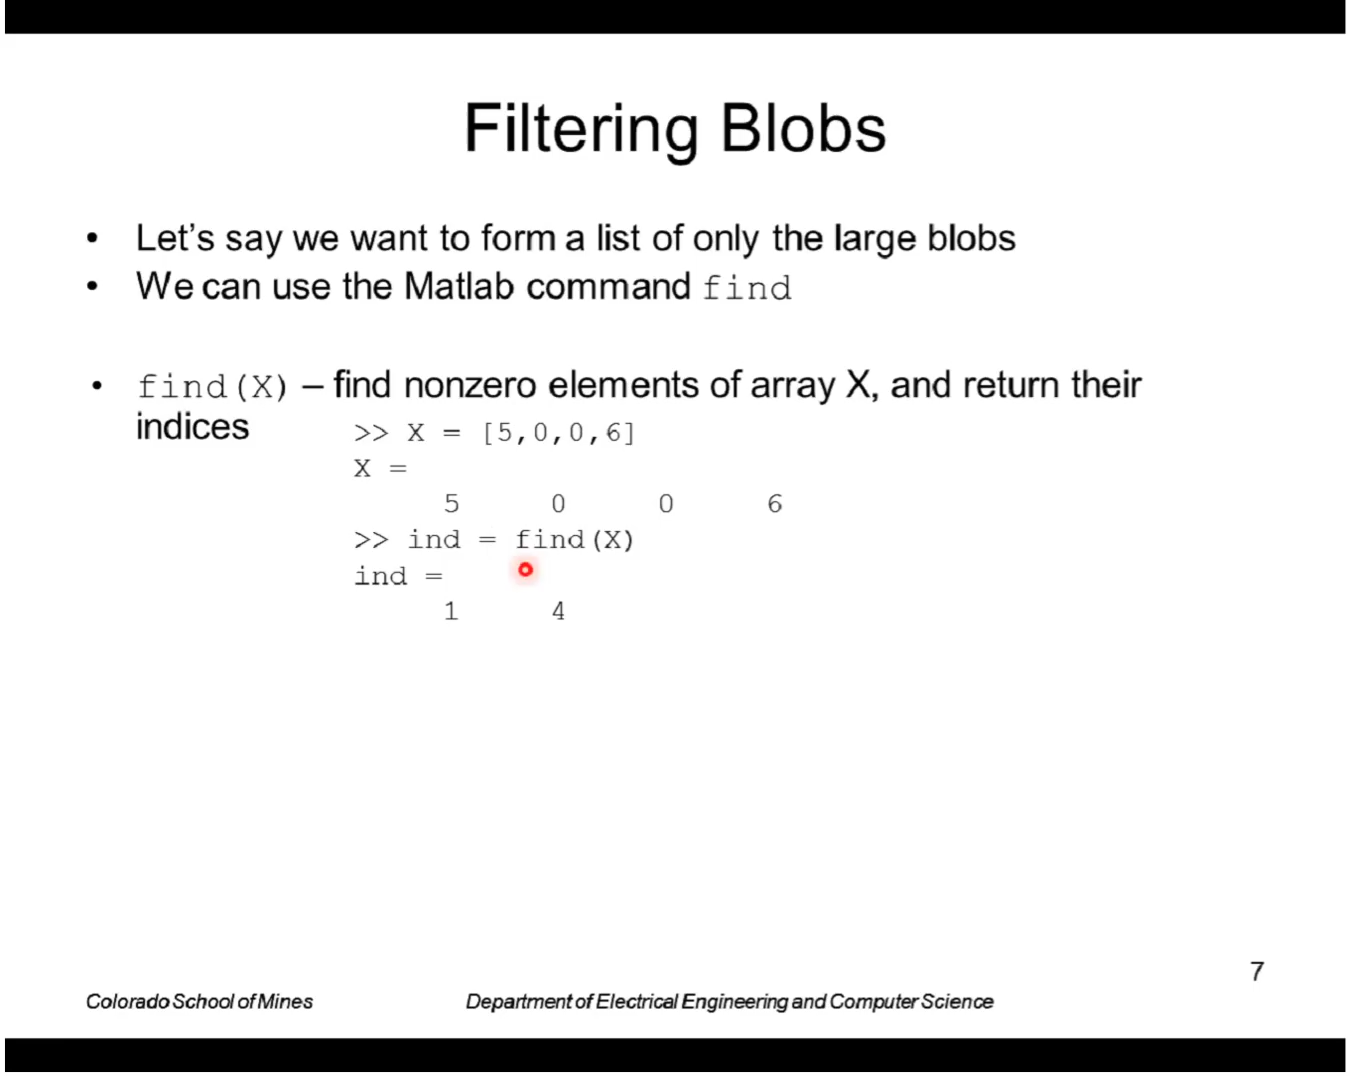 Filtering Blobs
• Let's say we want to form a list of only the large blobs
• We can use the Matlab command find
• find(X) – find nonzero elements of array X, and return their
indices
>> X = [5,0,0,6]
X =
5 0 0 6
>> ind = find(X)
ind =
1 4
7
Colorado School of Mines
Department of Electrical Engineering and Computer Science